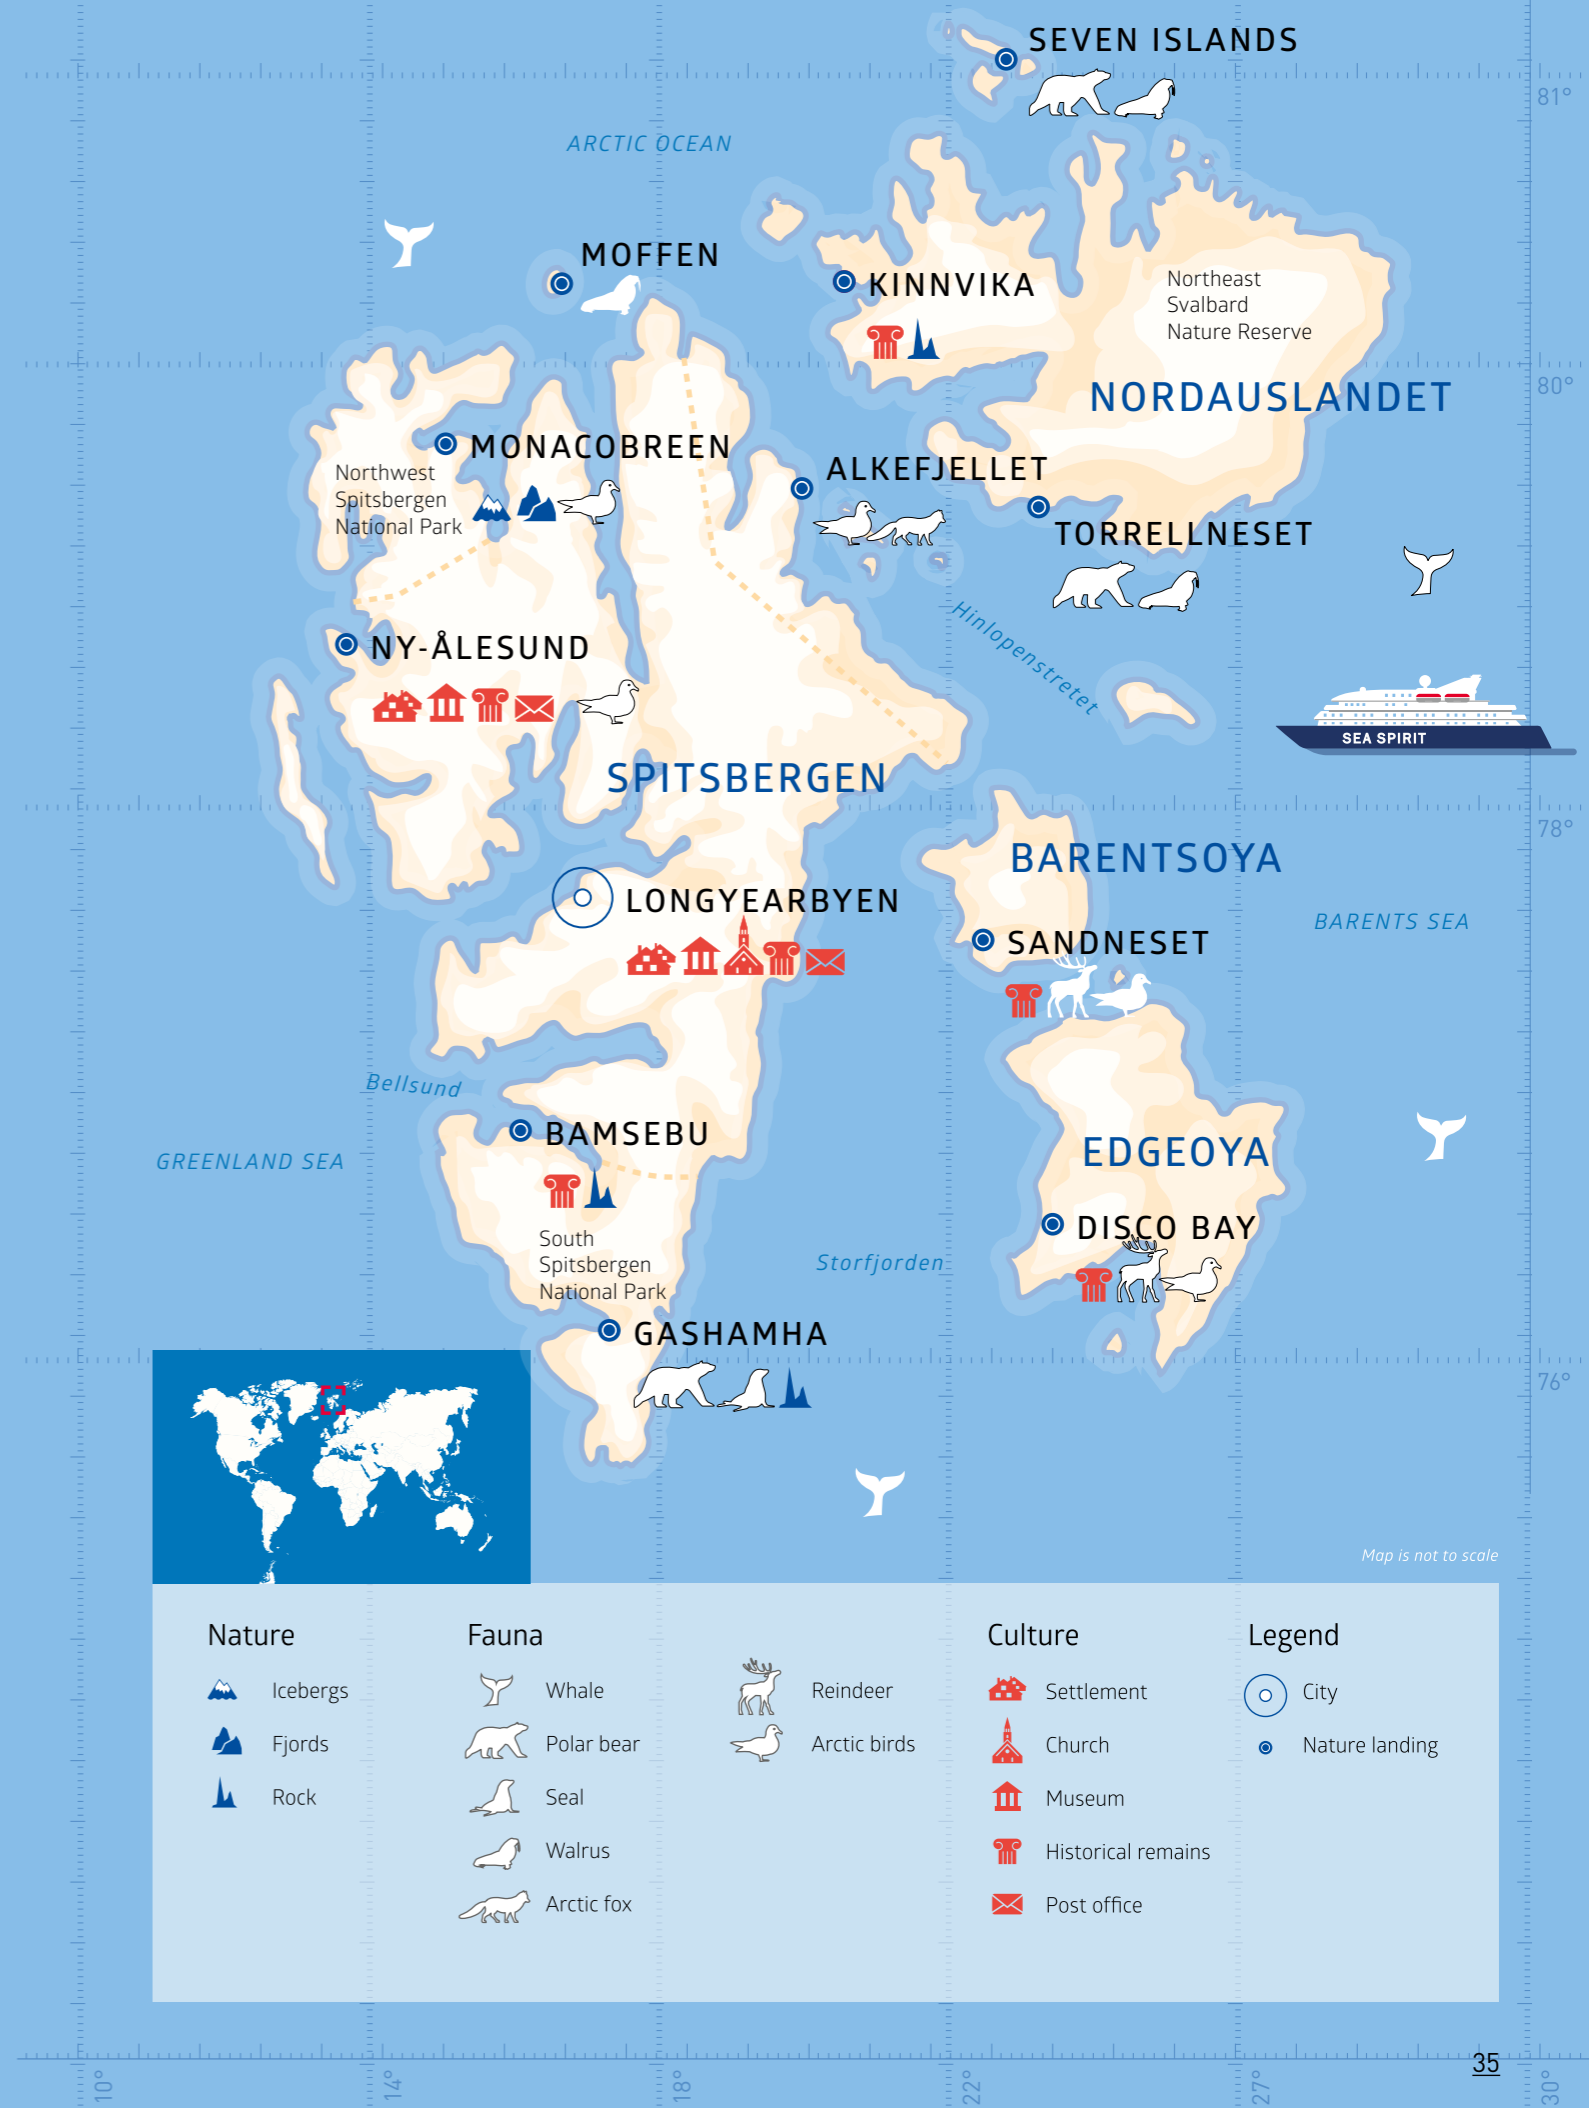 SEVEN ISLANDS
81°
ARCTIC OCEAN
MOFFEN
KINNVIKA
Northeast
Svalbard
Nature Reserve
80°
NORDAUSLANDET
MONACOBREEN
Northwest
Spitsbergen
National Park
ALKEFJELLET
TORRELLNESET
Hinlopenstretet
NY-ÅLESUND
SEA SPIRIT
SPITSBERGEN
78°
BARENTSOYA
LONGYEARBYEN
BARENTS SEA
SANDNESET
Bellsund
BAMSEBU
GREENLAND SEA
EDGEOYA
South
Spitsbergen
National Park
DISCO BAY
Storfjorden
GASHAMHA
76°
Map is not to scale
Nature
Icebergs
Fjords
Rock
Fauna
Whale
Polar bear
Seal
Walrus
Arctic fox
Reindeer
Arctic birds
Culture
Settlement
Church
Museum
Historical remains
Post office
Legend
City
Nature landing
35
10°
14°
18°
22°
27°
30°